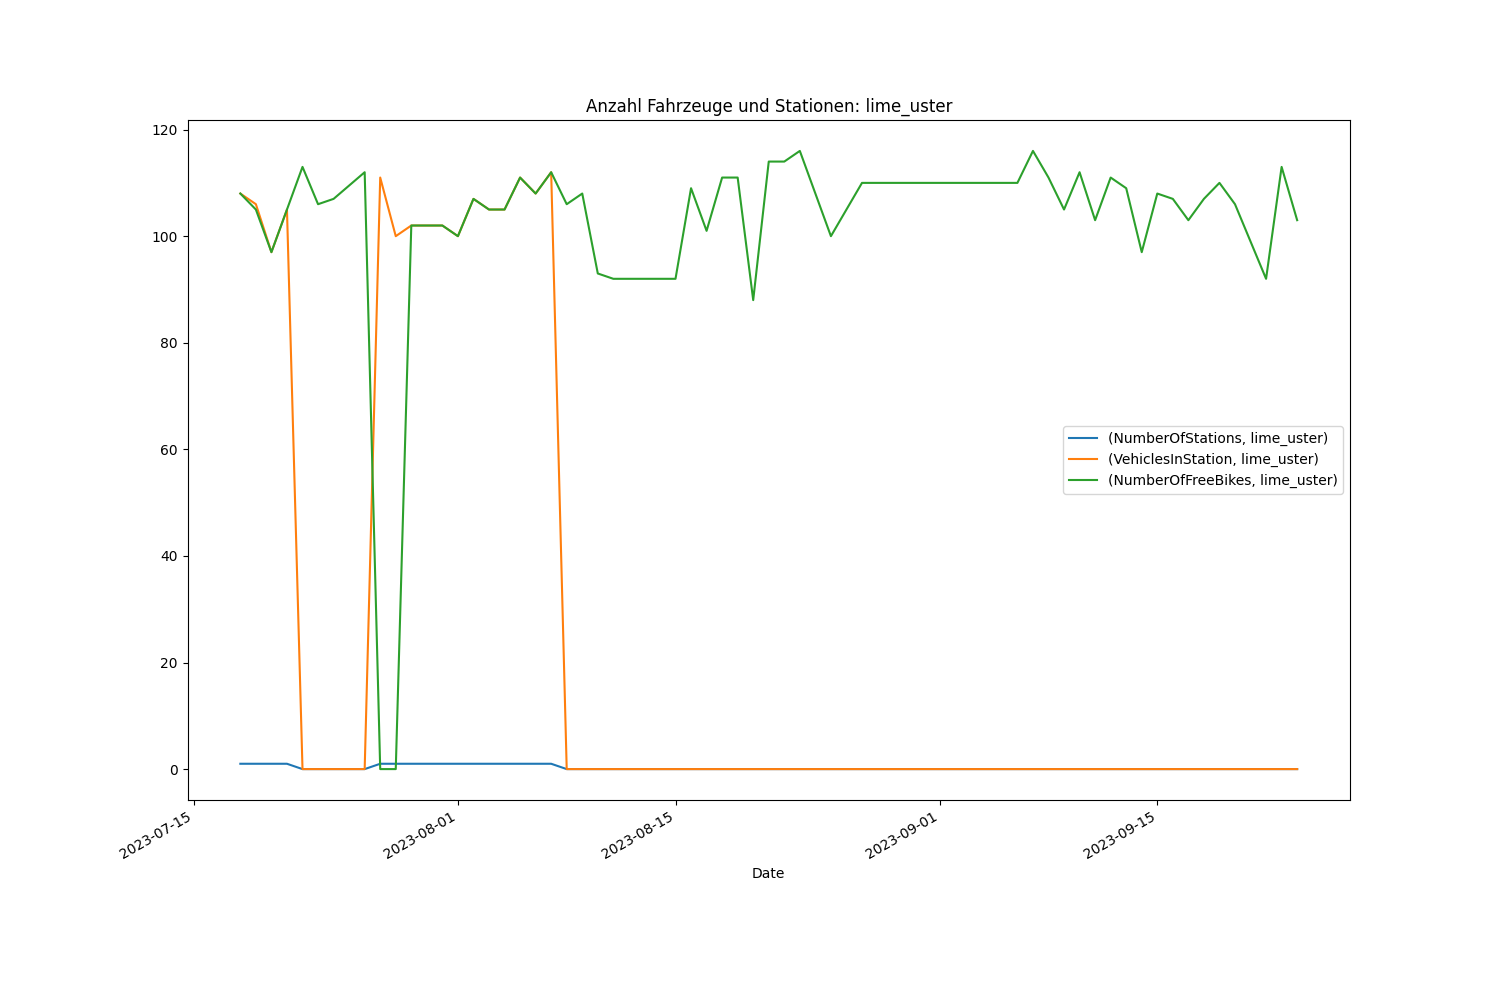 Anzahl Fahrzeuge und Stationen: lime_uster
120
100
80
60
40
20
0
(NumberOfStations, lime_uster)
(VehiclesInStation, lime_uster)
(NumberOfFreeBikes, lime_uster)
2023-07-15
2023-08-01
2023-08-15
2023-09-01
2023-09-15
Date